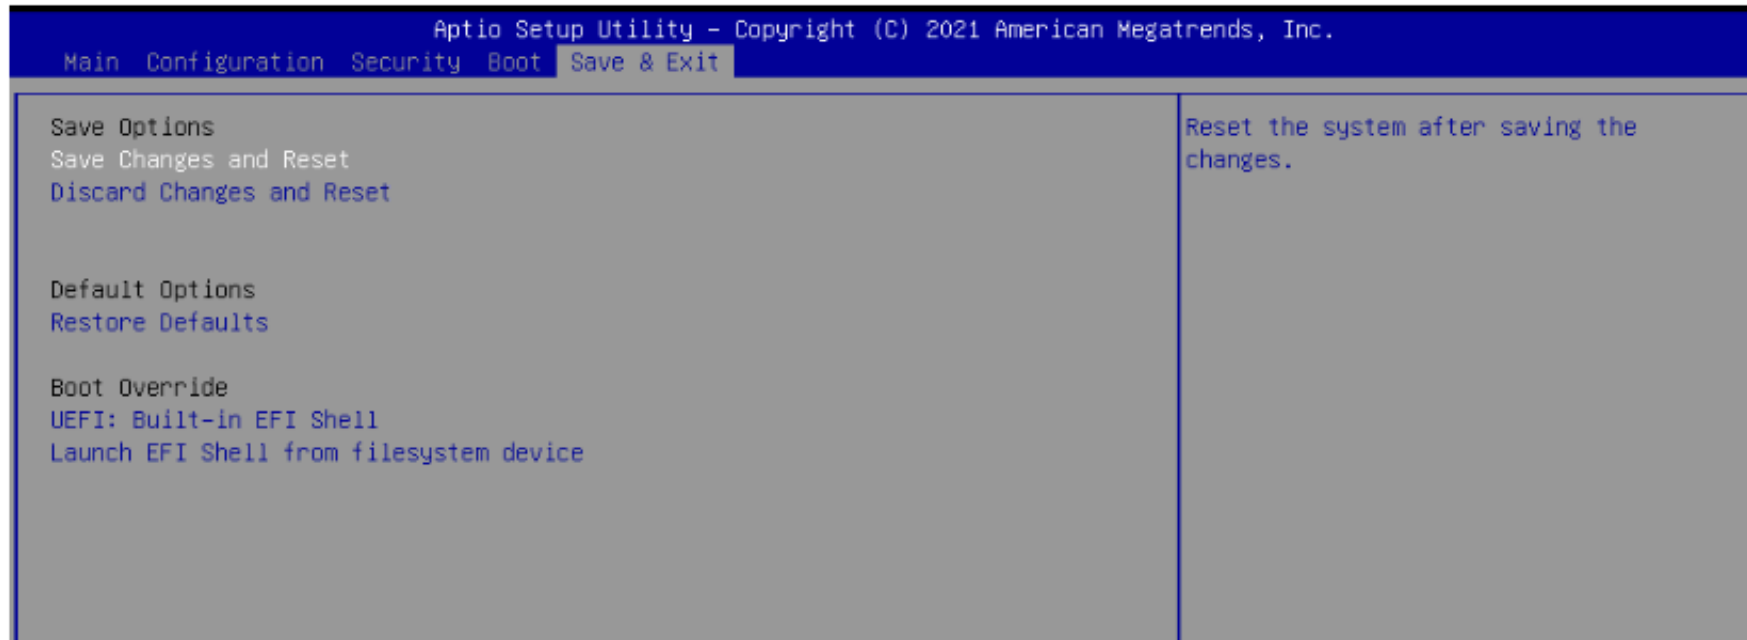 Aptio Setup Utility – Copyright (C) 2021 American Megatrends, Inc.
Main Configuration Security Boot Save & Exit
Save Options
Save Changes and Reset
Discard Changes and Reset
Default Options
Restore Defaults
Boot Override
UEFI: Built-in EFI Shell
Launch EFI Shell from filesystem device
Reset the system after saving the
changes.